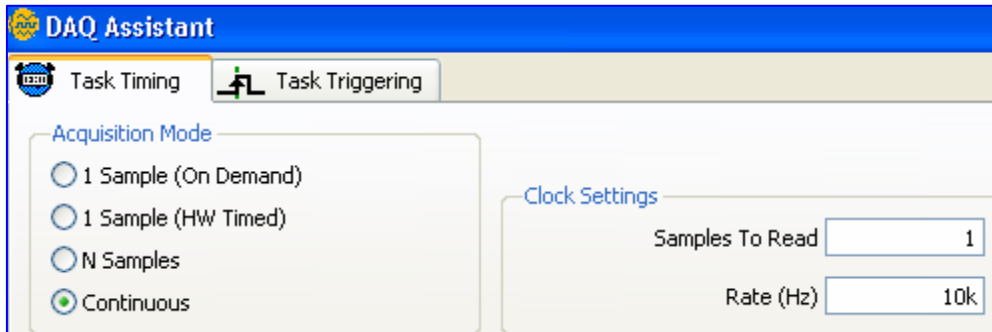 DAQ Assistant
Task Timing
Task Triggering
Acquisition Mode
1 Sample (On Demand)
1 Sample (HW Timed)
N Samples
Continuous
Clock Settings
Samples To Read 1
Rate (Hz) 10k